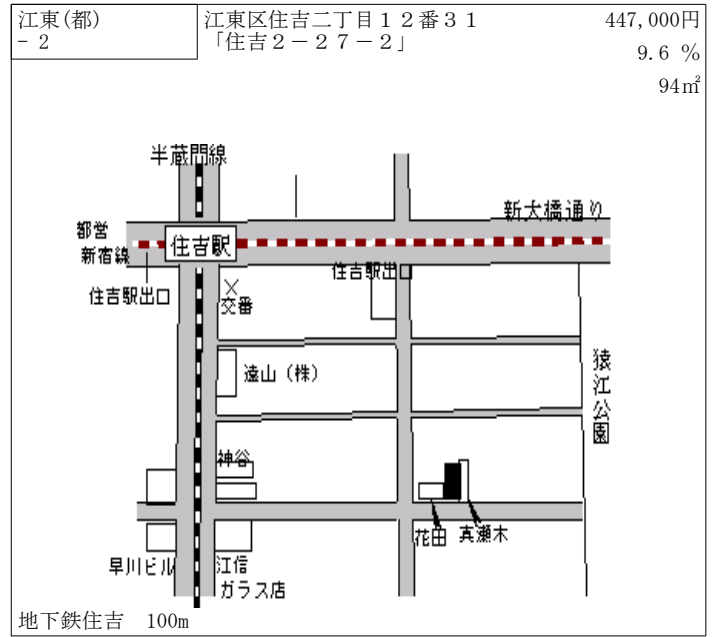 江東(都) 江東区住吉二丁目１２番３１ 447,000円
- 2 「住吉２－２７－２」 9.6 %
94㎡
半蔵門線
新大橋通り
都営
新宿線
住吉駅
住吉駅出口
住吉駅出口
交番
遠山（株）
猿江公園
神谷
花田 真瀬木
早川ビル 江信
ガラス店
地下鉄住吉 100m